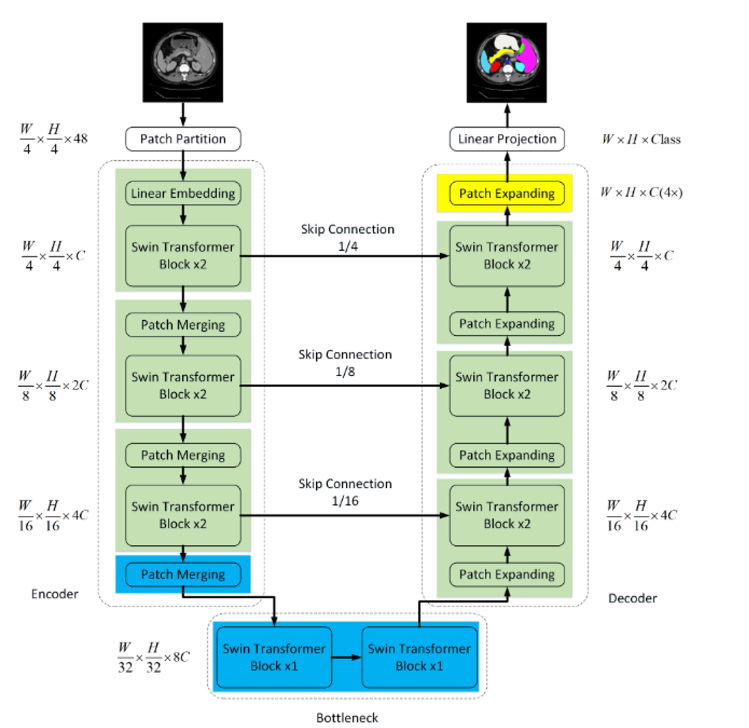 W/4 × H/4 × 48
Patch Partition
Linear Projection
W × H × Class
Linear Embedding
Patch Expanding
W × H × C(4×)
W/4 × H/4 × C
Swin Transformer
Block x2
Skip Connection
1/4
Swin Transformer
Block x2
W/4 × H/4 × C
Patch Merging
Patch Expanding
W/8 × H/8 × 2C
Swin Transformer
Block x2
Skip Connection
1/8
Swin Transformer
Block x2
W/8 × H/8 × 2C
Patch Merging
Patch Expanding
W/16 × H/16 × 4C
Swin Transformer
Block x2
Skip Connection
1/16
Swin Transformer
Block x2
W/16 × H/16 × 4C
Patch Merging
Patch Expanding
Encoder
Decoder
W/32 × H/32 × 8C
Swin Transformer
Block x1
Swin Transformer
Block x1
Bottleneck